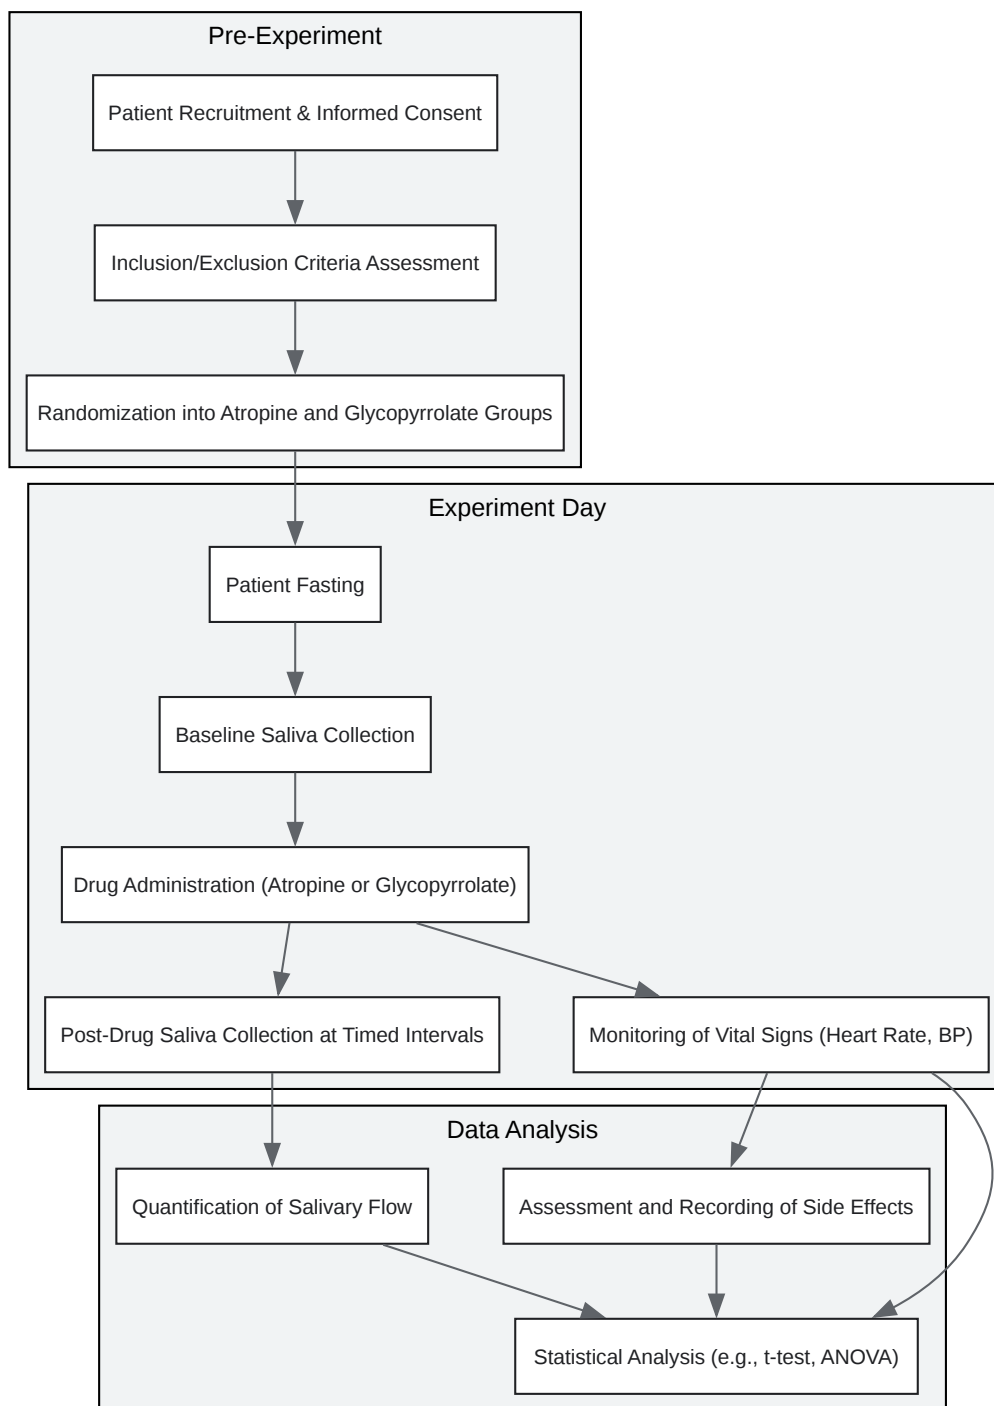 Pre-Experiment
Patient Recruitment & Informed Consent
Inclusion/Exclusion Criteria Assessment
Randomization into Atropine and Glycopyrrolate Groups
Experiment Day
Patient Fasting
Baseline Saliva Collection
Drug Administration (Atropine or Glycopyrrolate)
Post-Drug Saliva Collection at Timed Intervals
Monitoring of Vital Signs (Heart Rate, BP)
Data Analysis
Quantification of Salivary Flow
Assessment and Recording of Side Effects
Statistical Analysis (e.g., t-test, ANOVA)